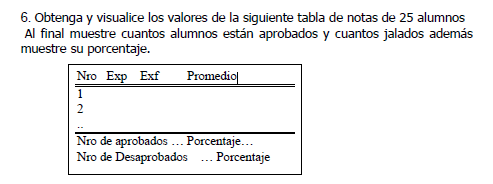 6. Obtenga y visualice los valores de la siguiente tabla de notas de 25 alumnos
Al final muestre cuantos alumnos están aprobados y cuantos jalados además
muestre su porcentaje.
Nro Exp Exf Promedio
1
2
..
Nro de aprobados ... Porcentaje...
Nro de Desaprobados ... Porcentaje